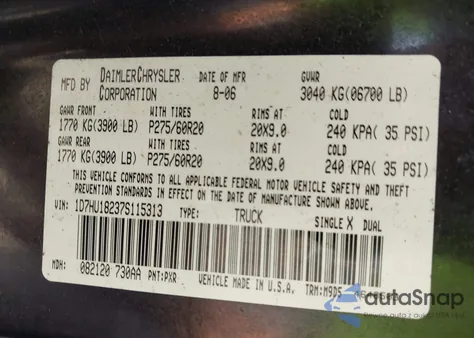 MFD BY DAIMLERCHRYSLER CORPORATION DATE OF MFR 8-06 GVWR 3040 KG(06700 LB)
GAWR FRONT WITH TIRES RIMS AT COLD
1770 KG(3900 LB) P275/60R20 20X9.0 240 KPA( 35 PSI)
GAWR REAR WITH TIRES RIMS AT COLD
1770 KG(3900 LB) P275/60R20 20X9.0 240 KPA( 35 PSI)
THIS VEHICLE CONFORMS TO ALL APPLICABLE FEDERAL MOTOR VEHICLE SAFETY AND THEFT
PREVENTION STANDARDS IN EFFECT ON THE DATE OF MANUFACTURE SHOWN ABOVE.
VIN: 1D7HU18237S115313 TYPE: TRUCK SINGLE X DUAL
MDH: 082120 730AA PNT:PXR VEHICLE MADE IN U.S.A. TRM:M9D5
autoSnap